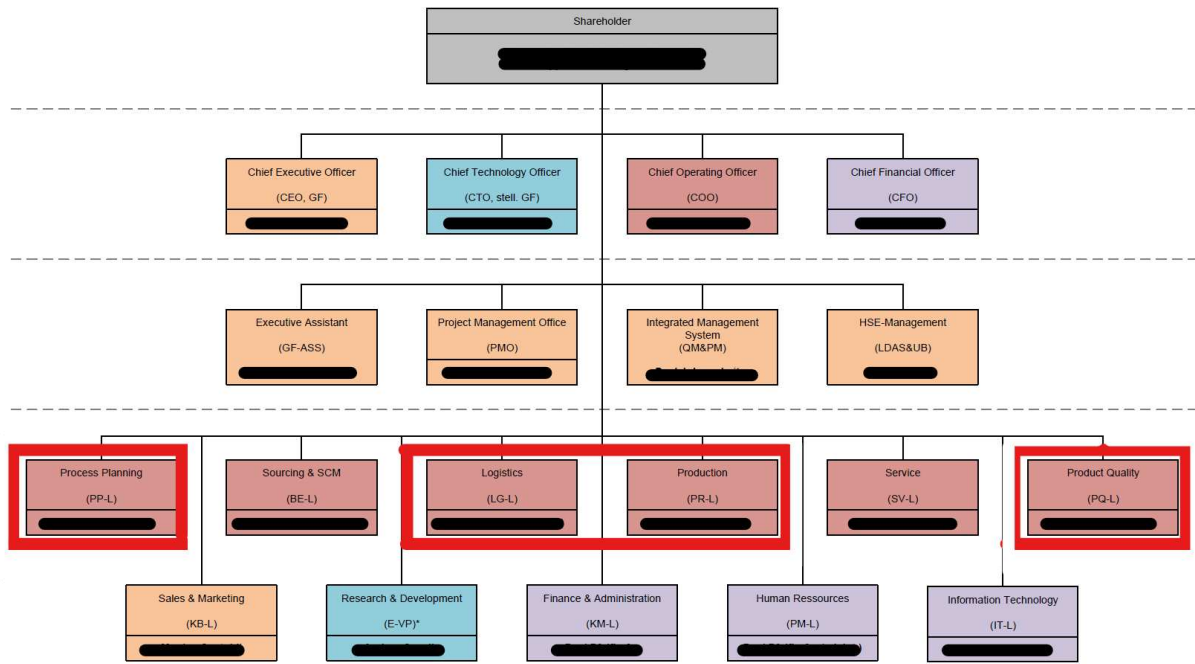 Shareholder
Chief Executive Officer
(CEO, GF)
Chief Technology Officer
(CTO, stell. GF)
Chief Operating Officer
(COO)
Chief Financial Officer
(CFO)
Executive Assistant
(GF-ASS)
Project Management Office
(PMO)
Integrated Management
System
(QM&PM)
HSE-Management
(LDAS&UB)
Process Planning
(PP-L)
Sourcing & SCM
(BE-L)
Logistics
(LG-L)
Production
(PR-L)
Service
(SV-L)
Product Quality
(PQ-L)
Sales & Marketing
(KB-L)
Research & Development
(E-VP)*
Finance & Administration
(KM-L)
Human Ressources
(PM-L)
Information Technology
(IT-L)